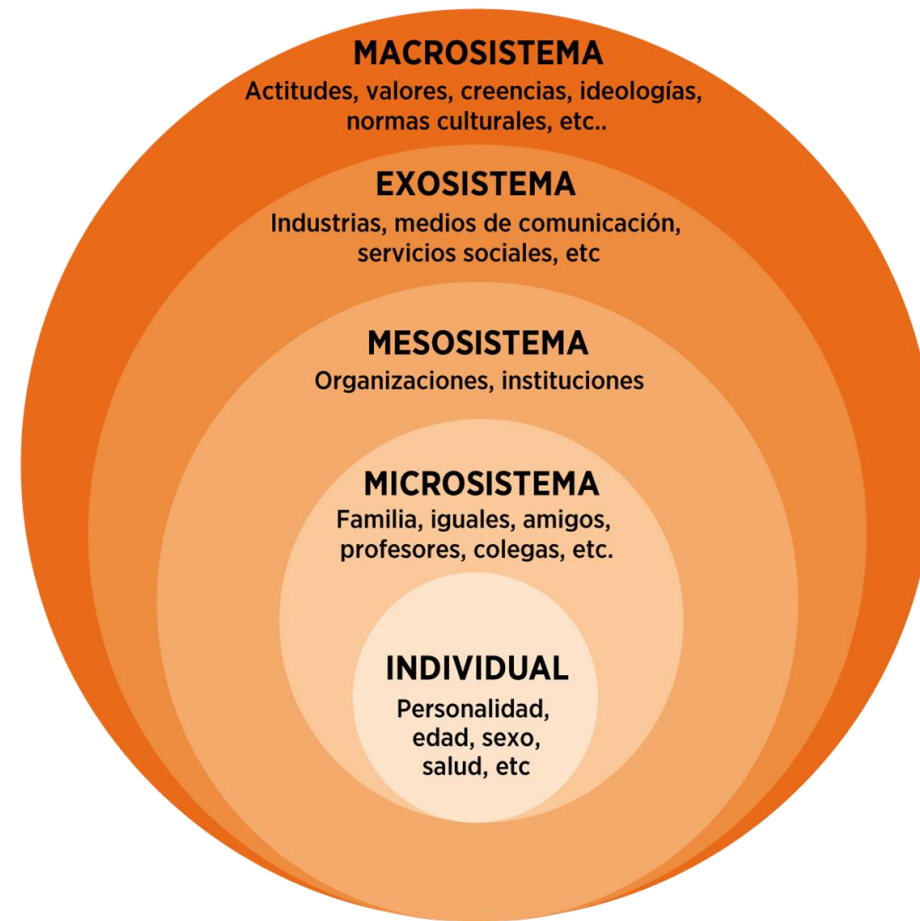 MACROSISTEMA
Actitudes, valores, creencias, ideologías,
normas culturales, etc..
EXOSISTEMA
Industrias, medios de comunicación,
servicios sociales, etc
MESOSISTEMA
Organizaciones, instituciones
MICROSISTEMA
Familia, iguales, amigos,
profesores, colegas, etc.
INDIVIDUAL
Personalidad,
edad, sexo,
salud, etc